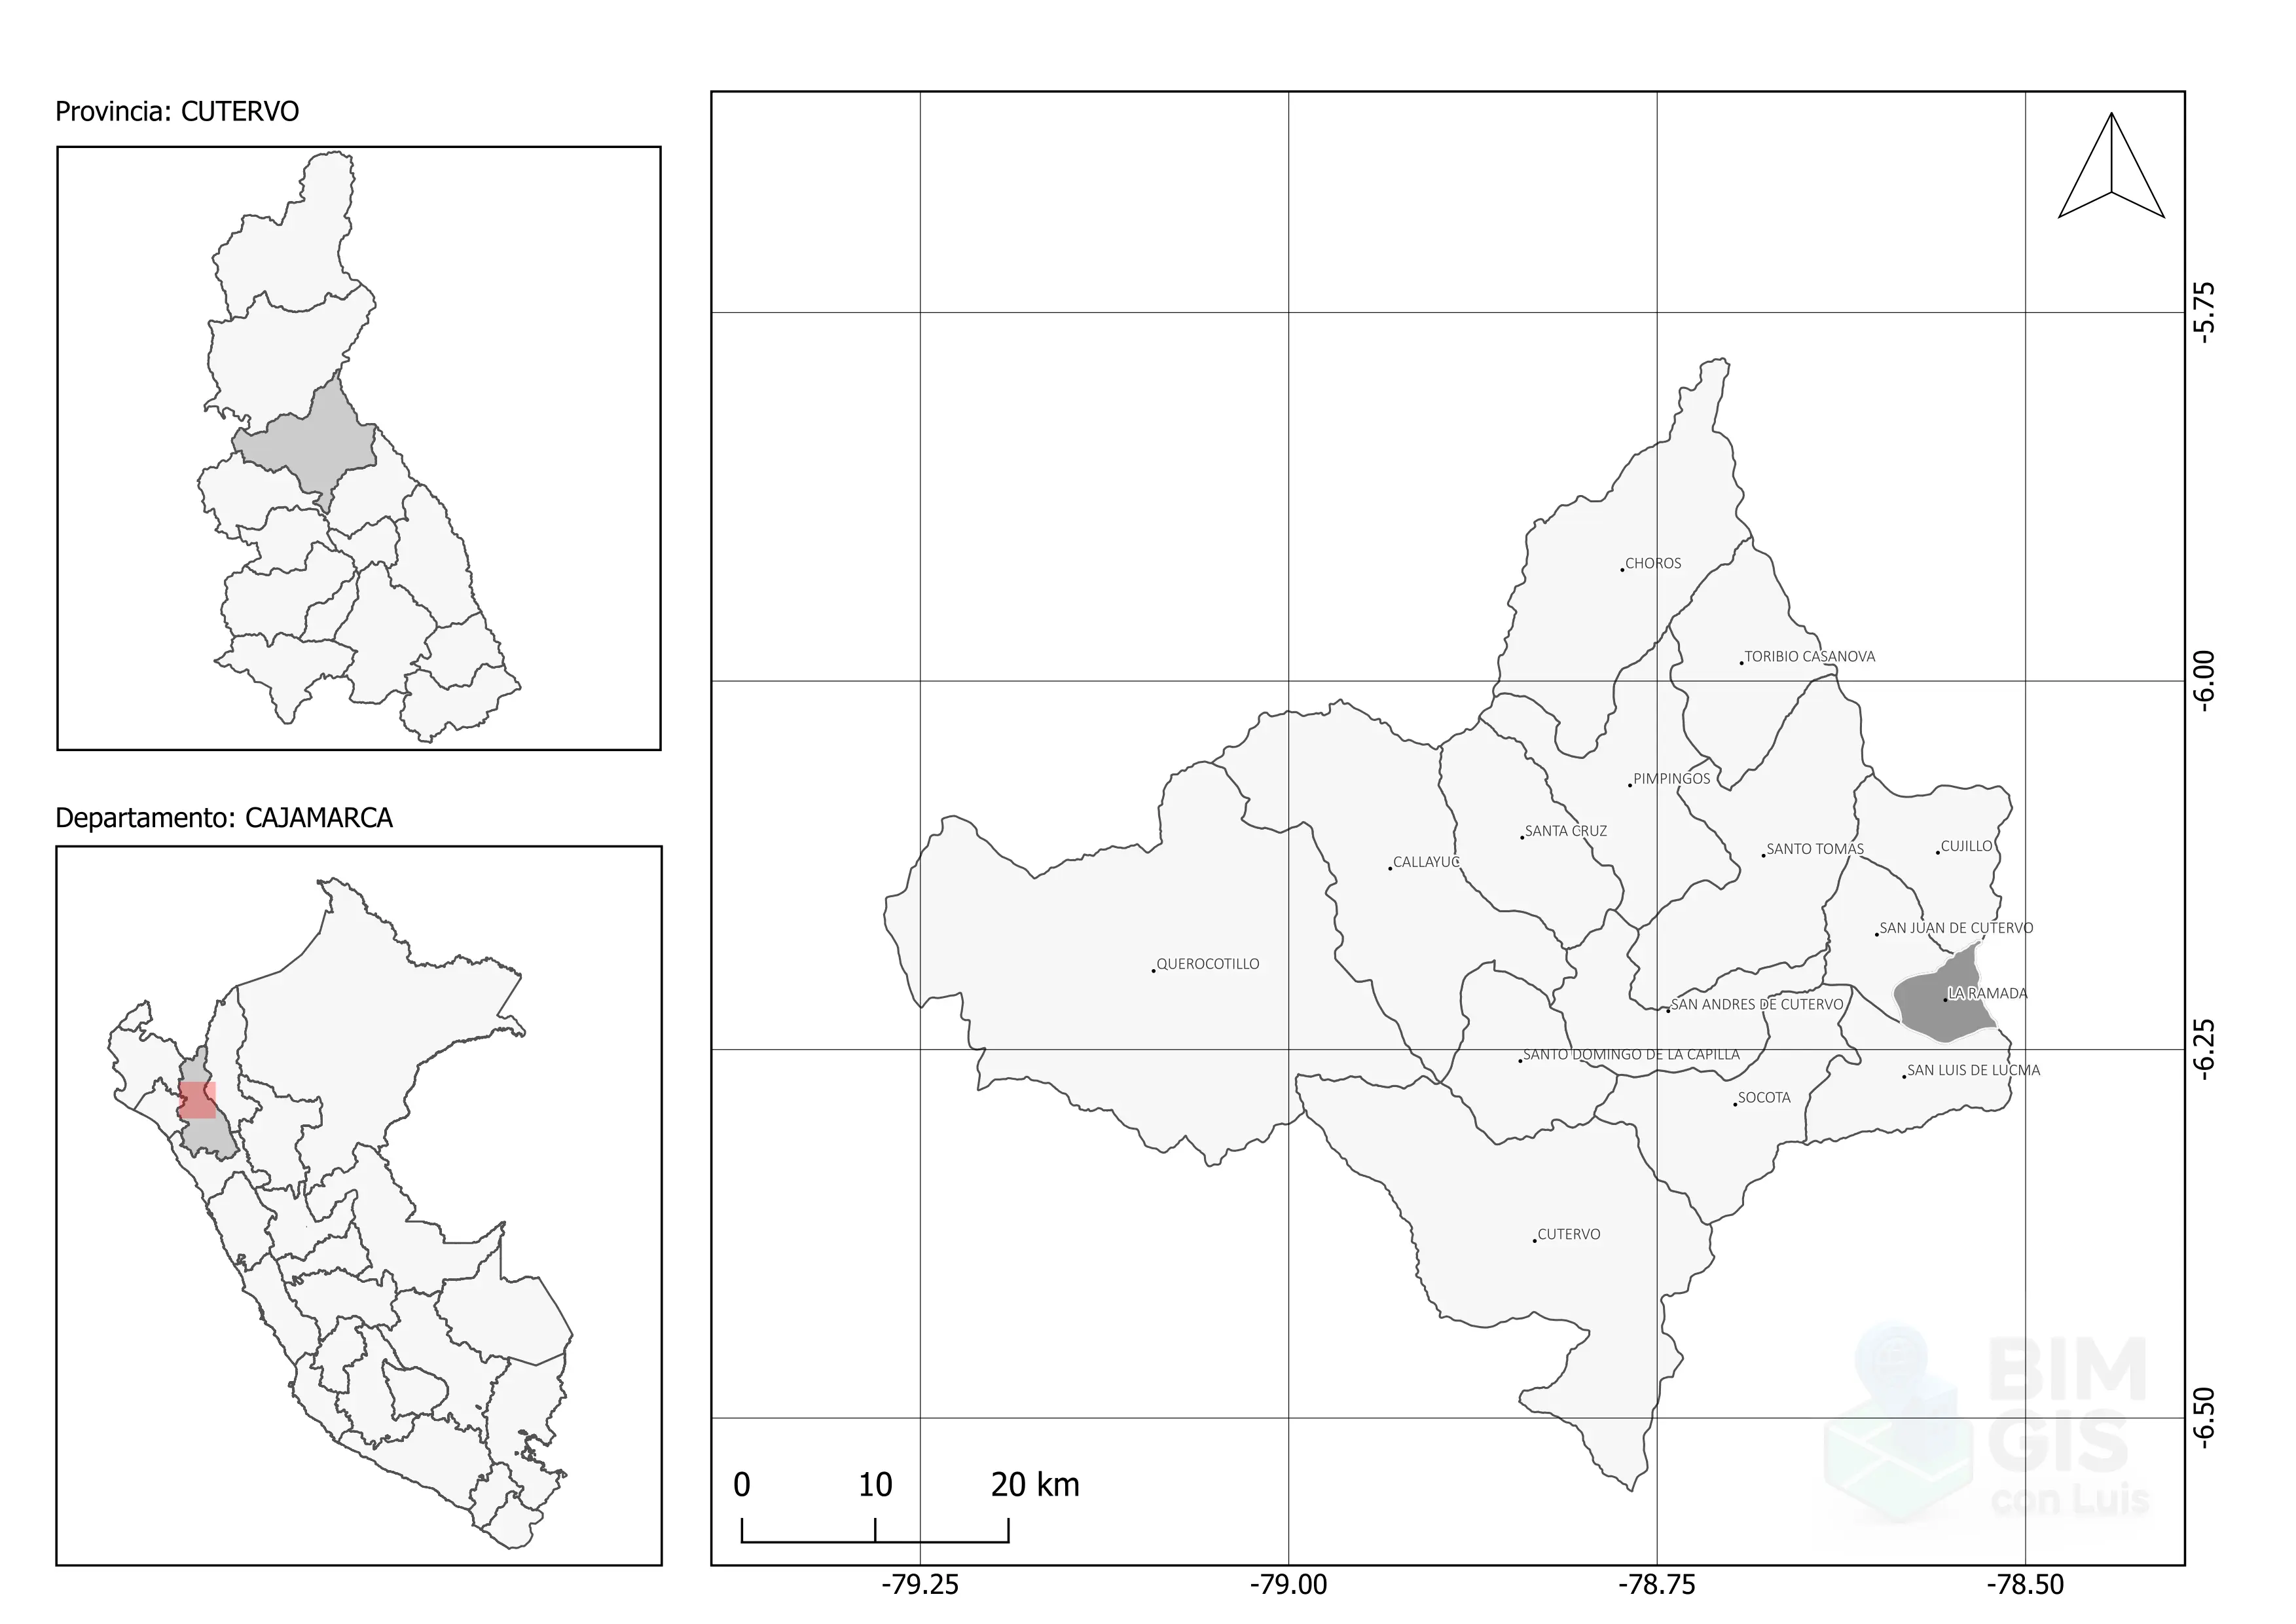 Provincia: CUTERVO
Departamento: CAJAMARCA
CHOROS
TORIBIO CASANOVA
PIMPINGOS
SANTA CRUZ
SANTO TOMAS
CUJILLO
CALLAYUC
SAN JUAN DE CUTERVO
QUEROCOTILLO
LA RAMADA
SAN ANDRES DE CUTERVO
SANTO DOMINGO DE LA CAPILLA
SAN LUIS DE LUCMA
SOCOTA
CUTERVO
-5.75
-6.00
-6.25
-6.50
BIM
GIS
con Luis
0 10 20 km
-79.25 -79.00 -78.75 -78.50